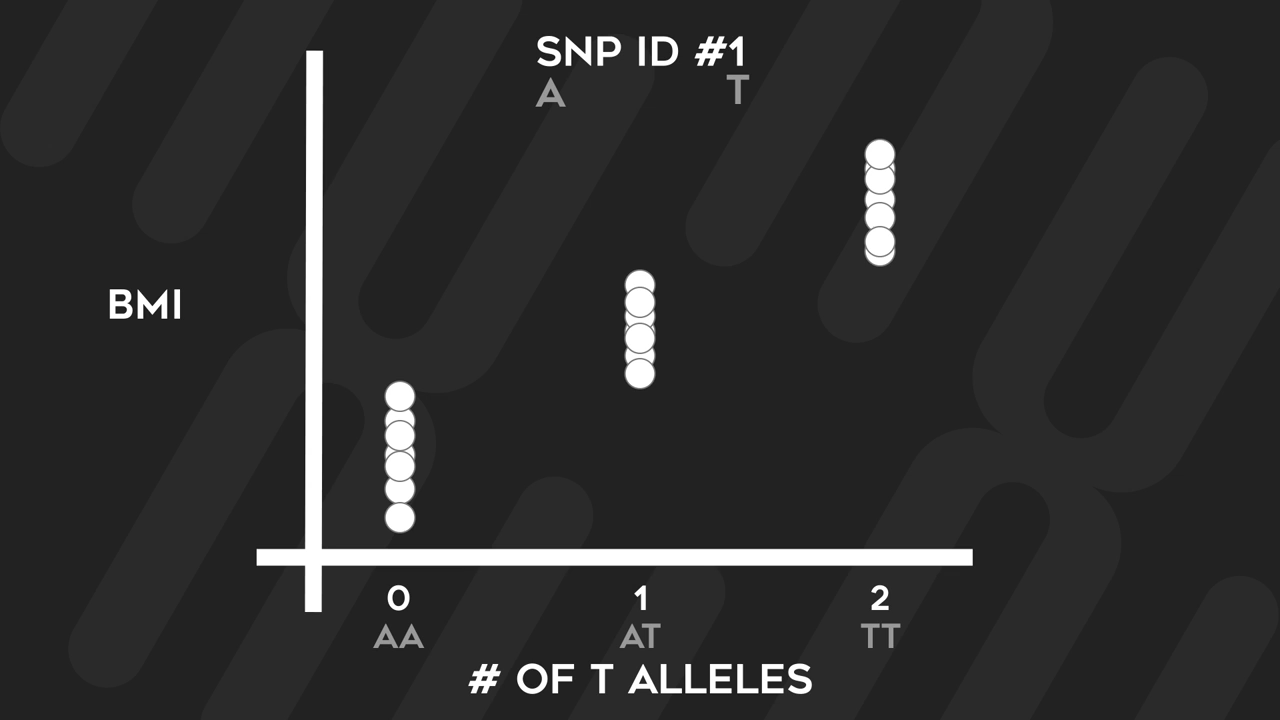 SNP ID #1
A T
BMI
0 1 2
AA AT TT
# OF T ALLELES